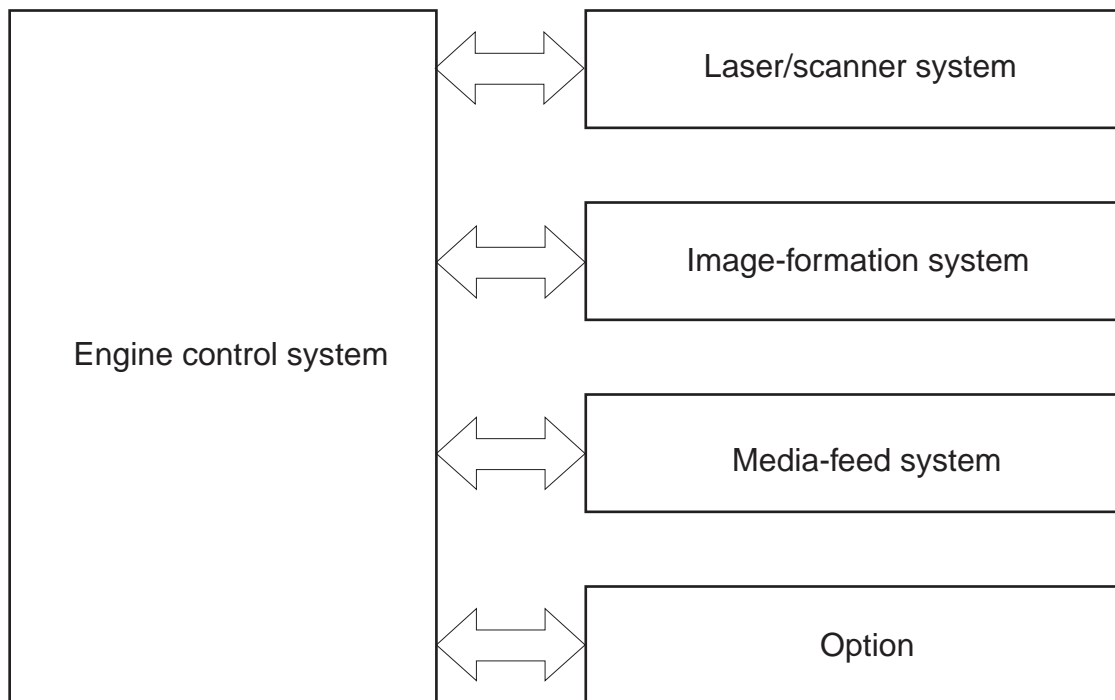 Laser/scanner system
Image-formation system
Engine control system
Media-feed system
Option